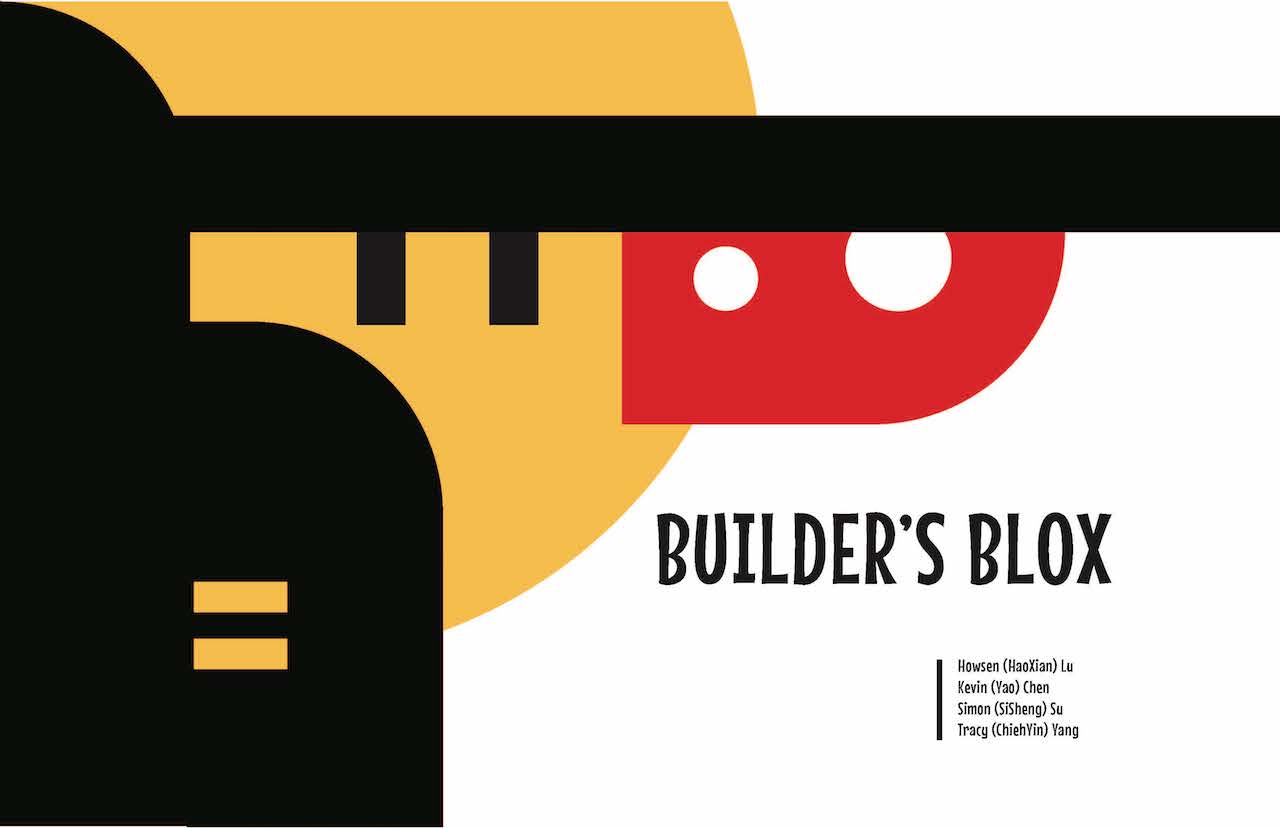 BUILDER'S BLOX
Howsen (HaoXian) Lu
Kevin (Yao) Chen
Simon (SiSheng) Su
Tracy (ChiehYin) Yang